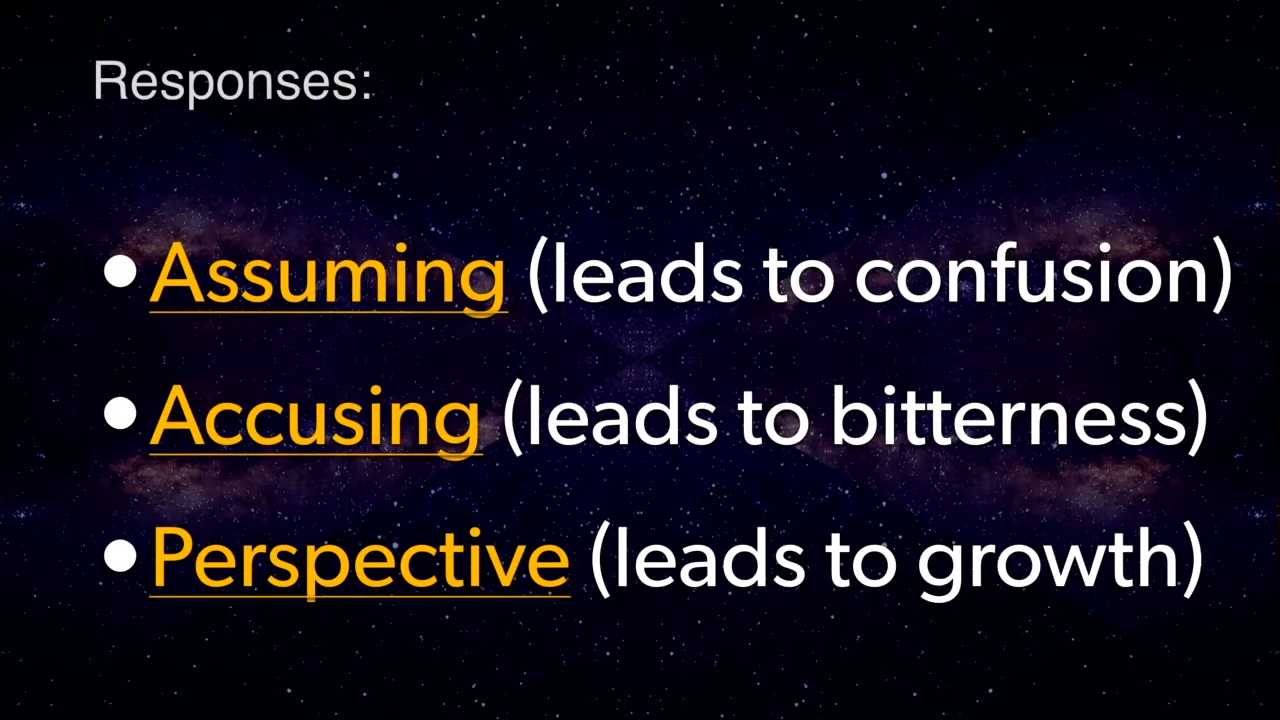 Responses:
•Assuming (leads to confusion)
•Accusing (leads to bitterness)
•Perspective (leads to growth)